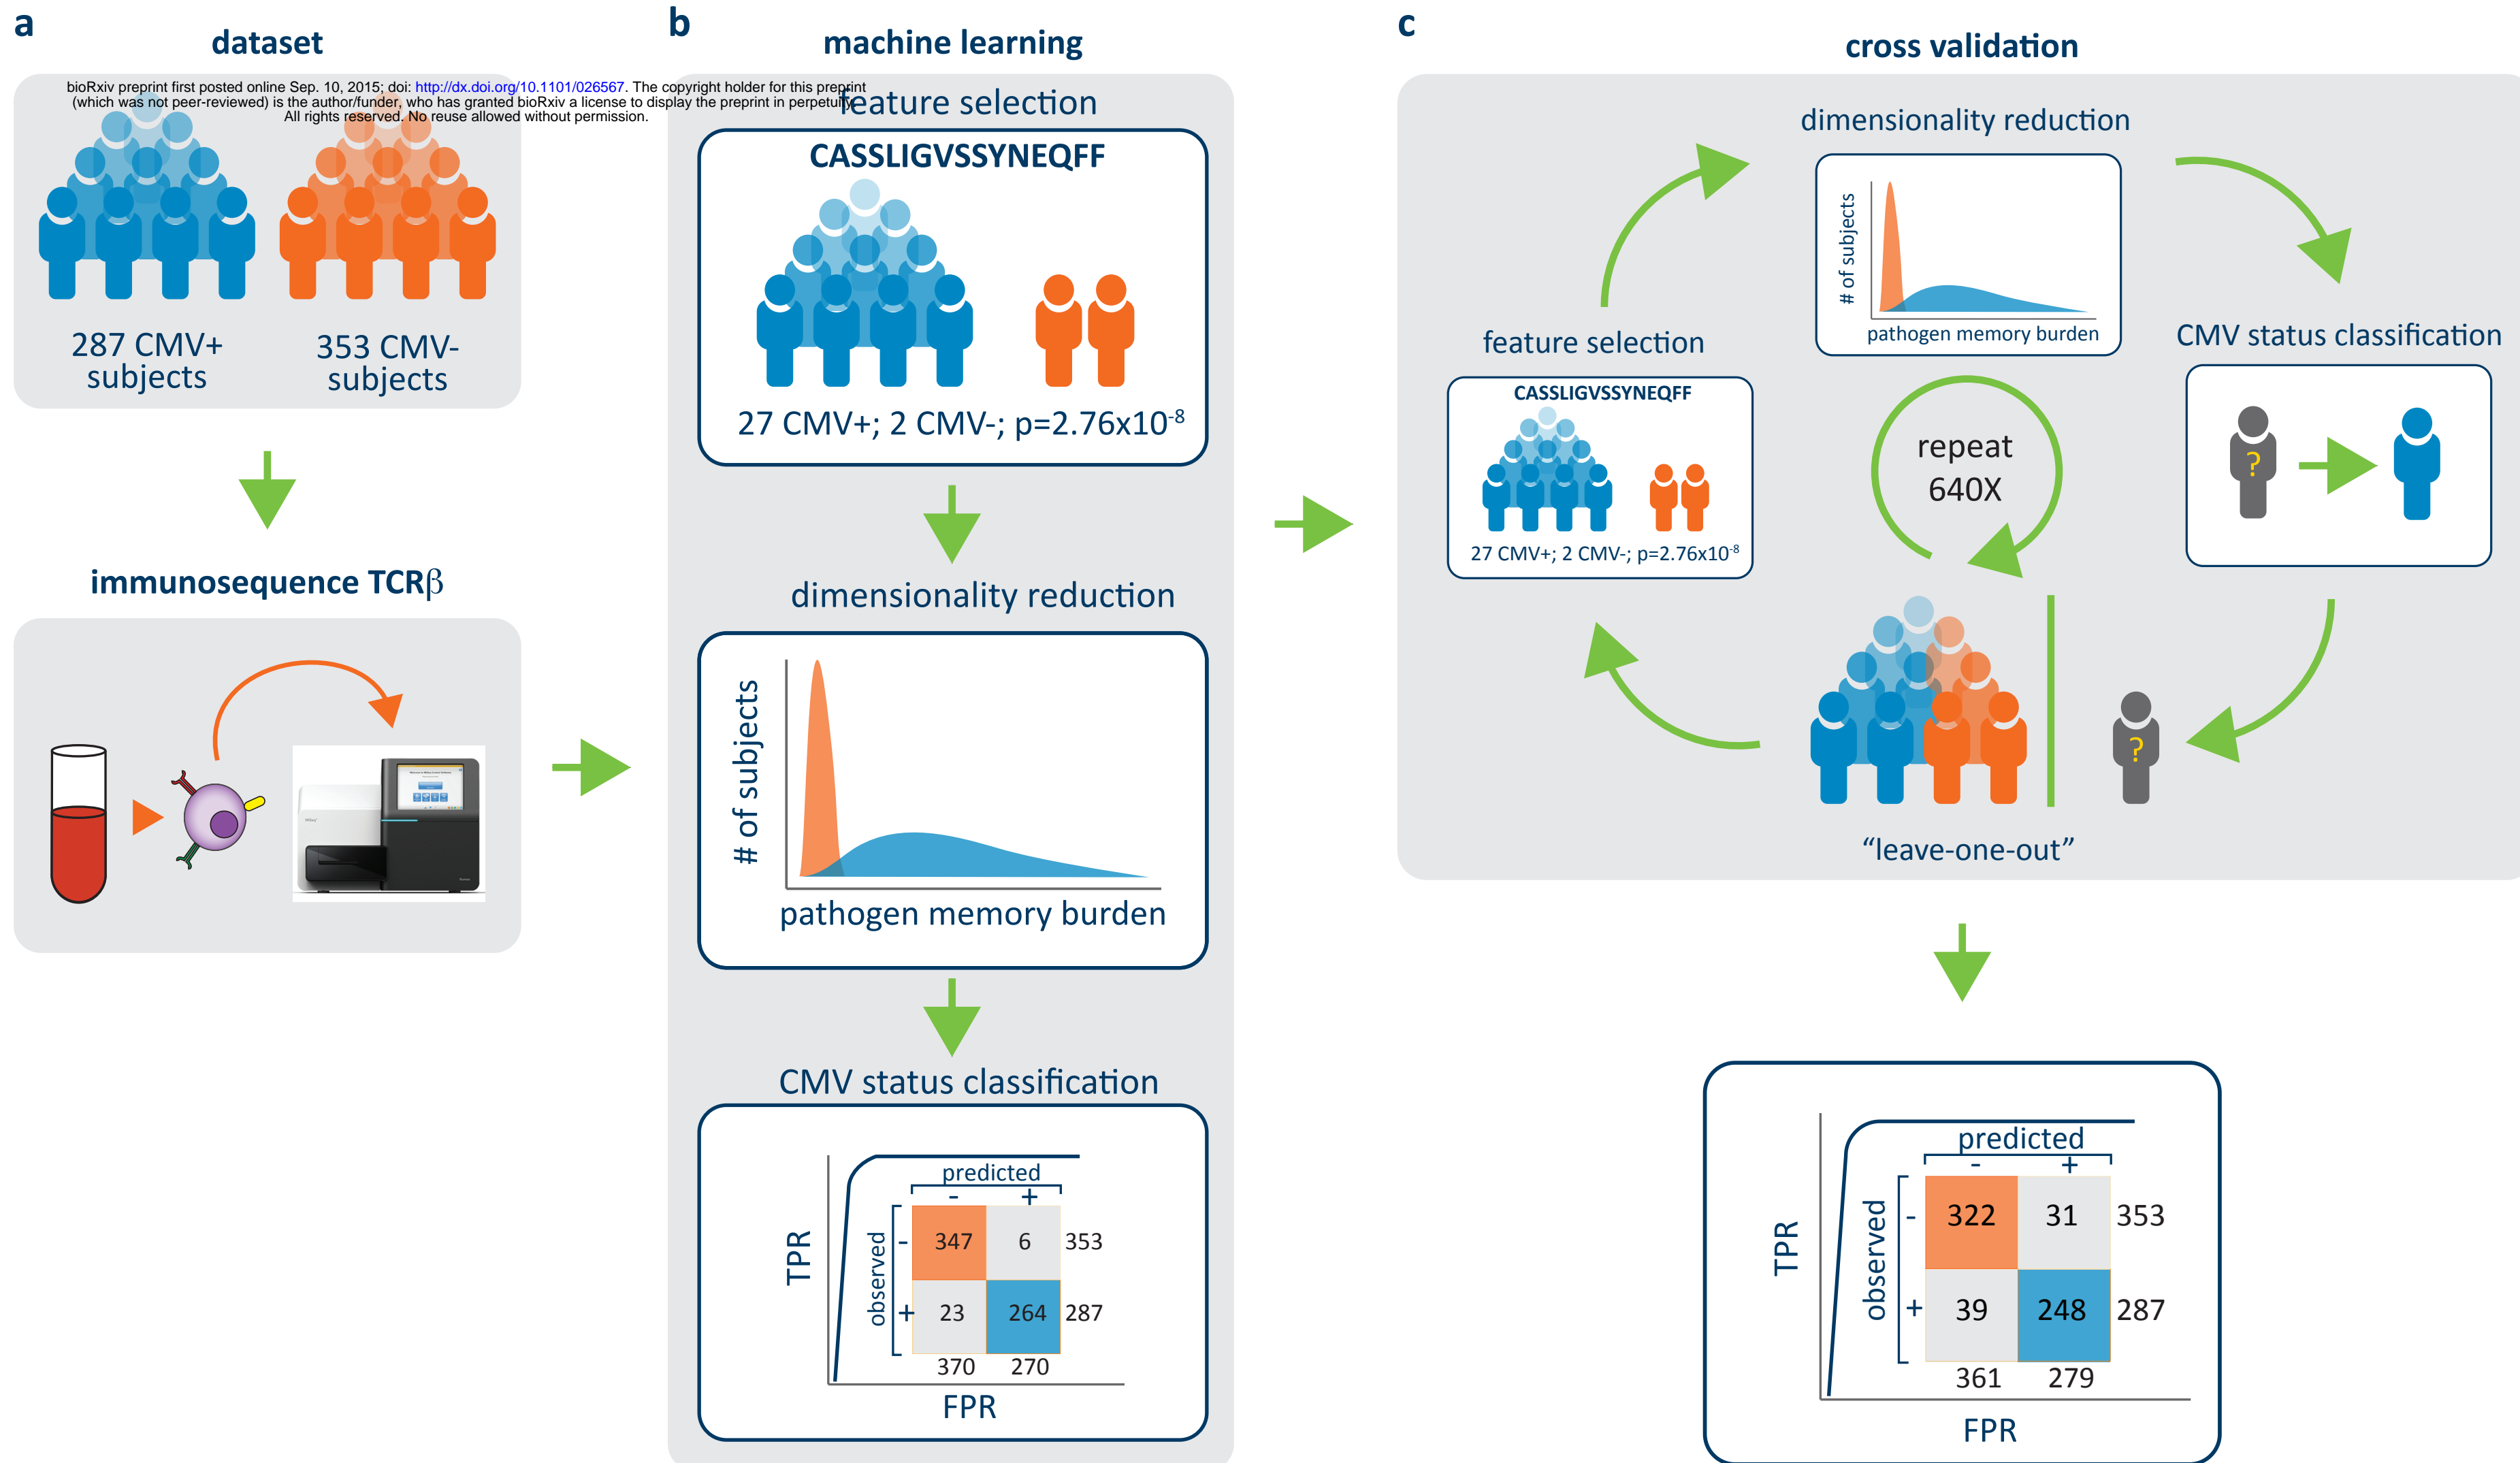 a
dataset
bioRxiv preprint first posted online Sep. 10, 2015; doi: http://dx.doi.org/10.1101/026567. The copyright holder for this preprint
(which was not peer-reviewed) is the author/funder, who has granted bioRxiv a license to display the preprint in perpetuity.
All rights reserved. No reuse allowed without permission.
287 CMV+
subjects
353 CMV-
subjects
immunosequence TCRβ
b
machine learning
feature selection
CASSLIGVSSYNEQFF
27 CMV+; 2 CMV-; p=2.76x10⁻⁸
dimensionality reduction
# of subjects
pathogen memory burden
CMV status classification
TPR
predicted
- +
observed
- 347 6 353
+ 23 264 287
370 270
FPR
c
cross validation
dimensionality reduction
# of subjects
pathogen memory burden
feature selection
CASSLIGVSSYNEQFF
27 CMV+; 2 CMV-; p=2.76x10⁻⁸
repeat
640X
CMV status classification
?
?
“leave-one-out”
TPR
predicted
- +
observed
- 322 31 353
+ 39 248 287
361 279
FPR